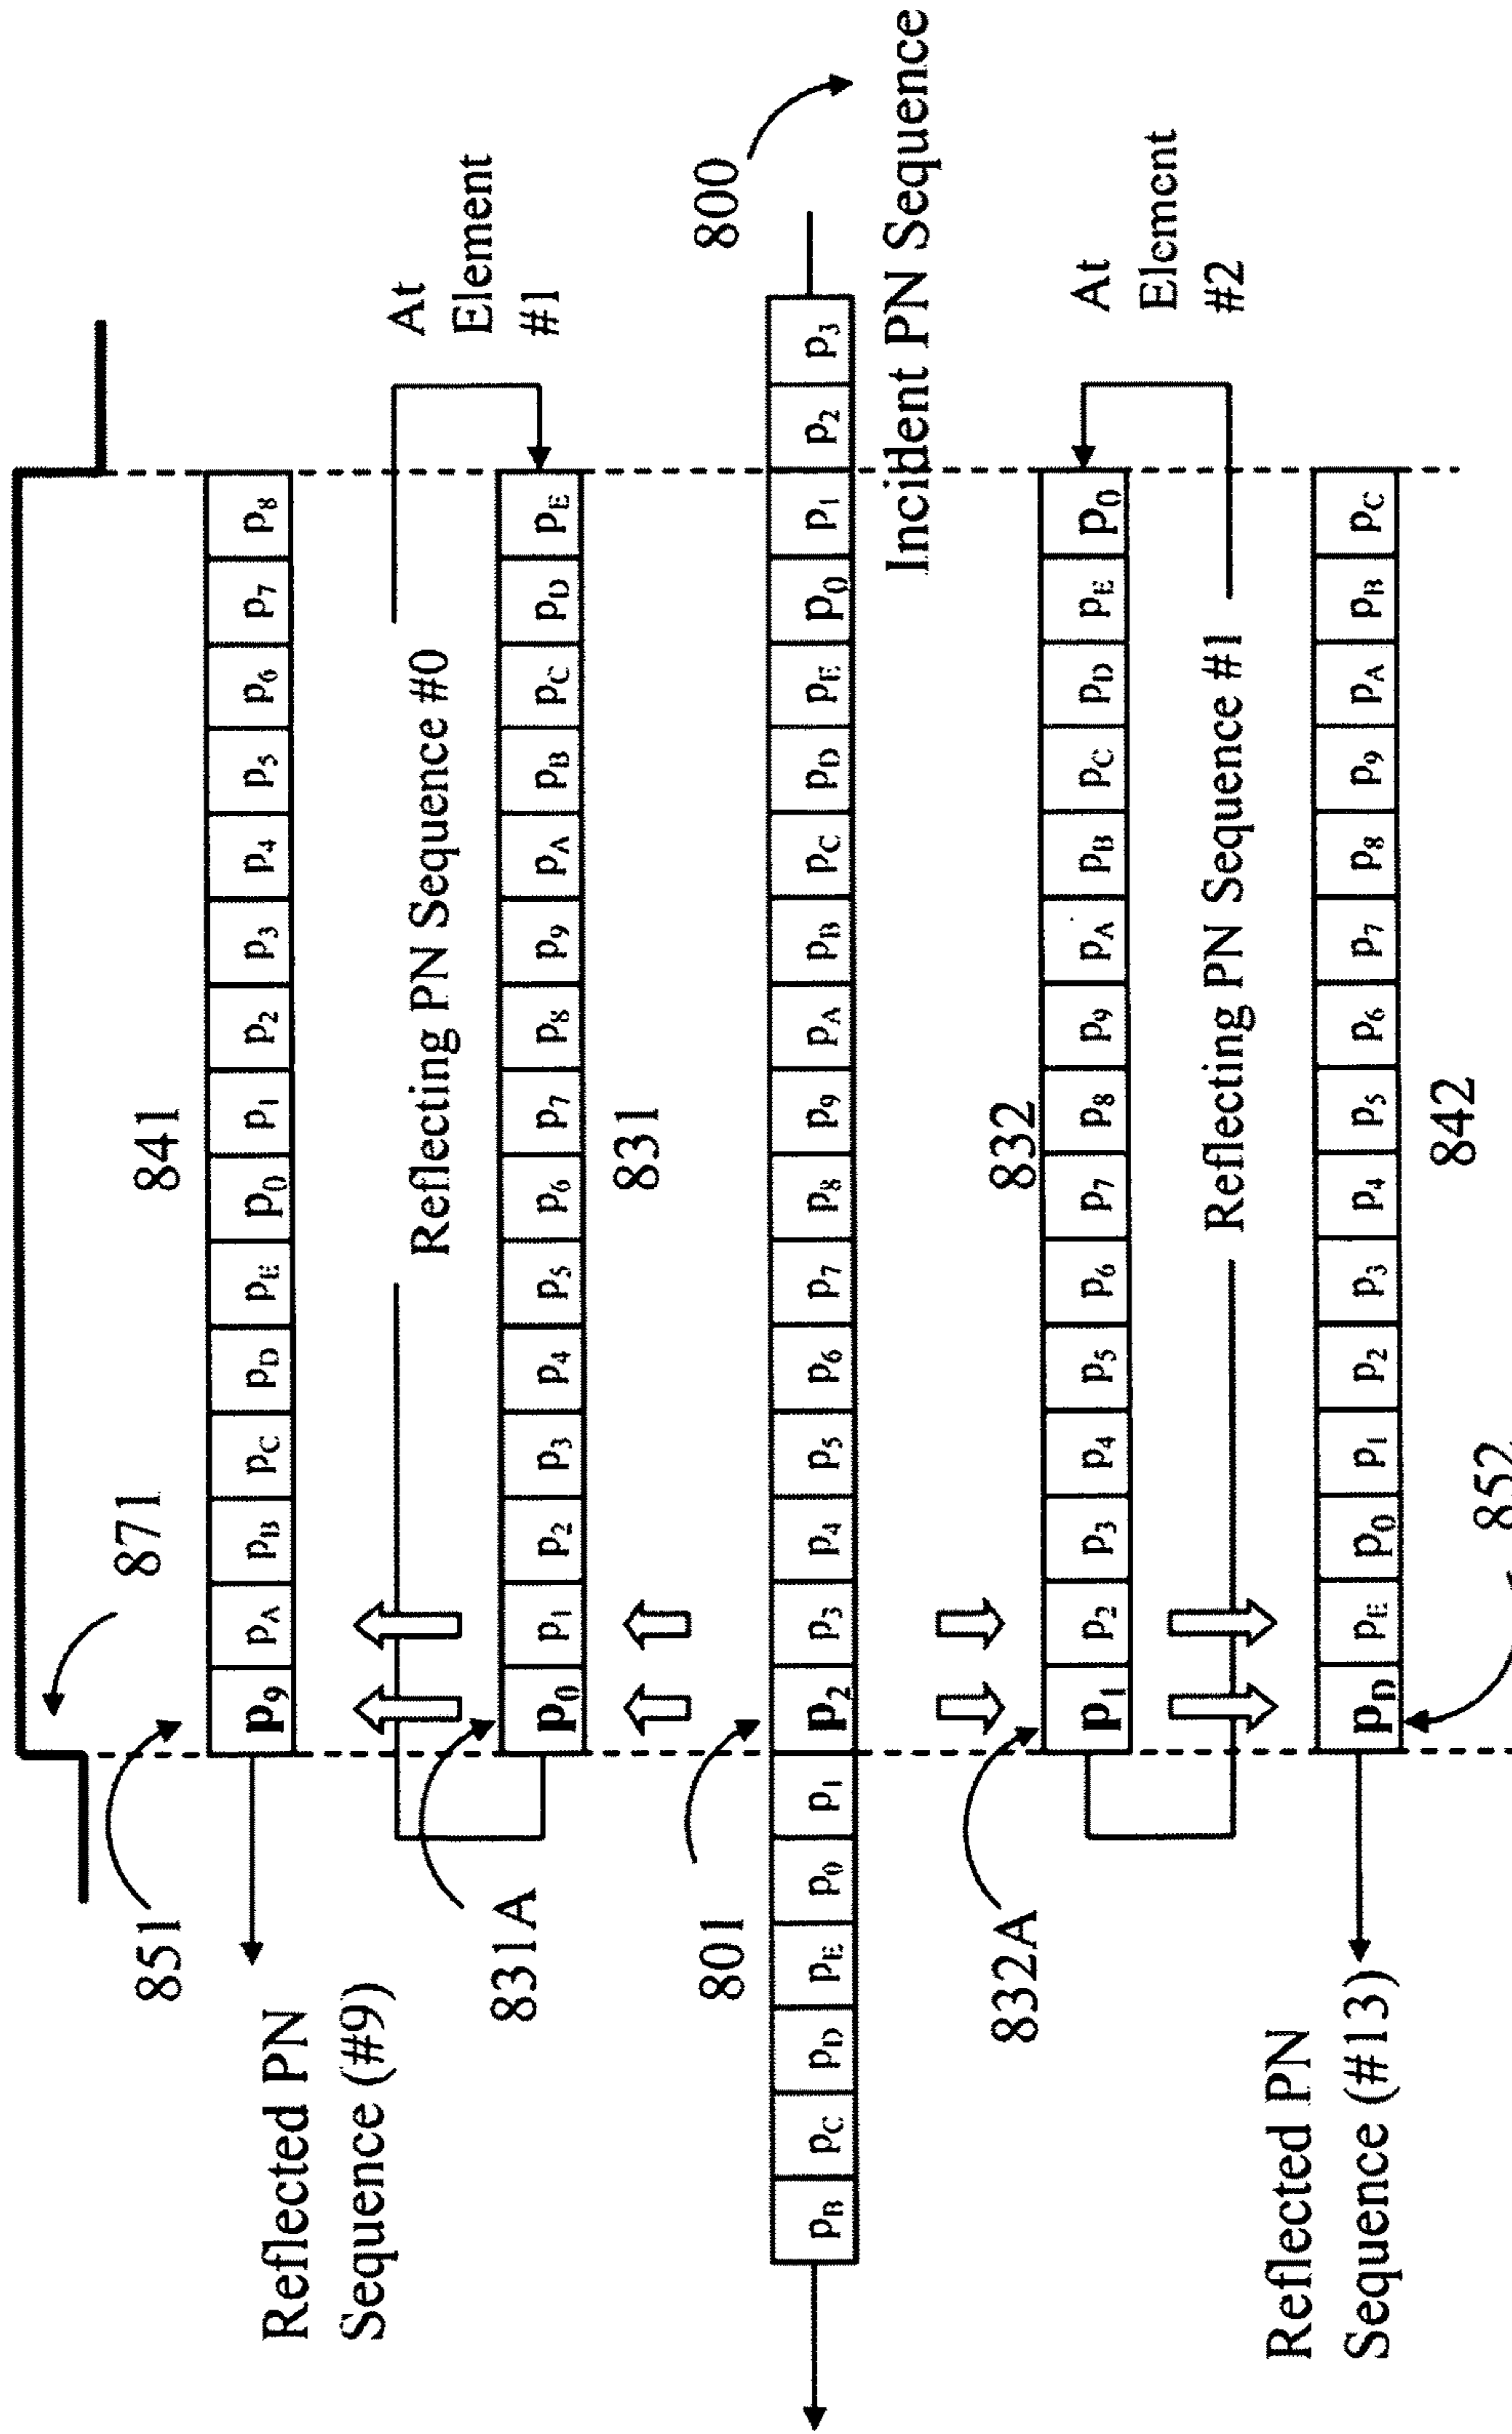 871
851
841
p9 pA pB pC pD pE p0 p1 p2 p3 p4 p5 p6 p7 p8
Reflected PN
Sequence (#9)
Reflecting PN Sequence #0
At
Element
#1
831A
p0 p1 p2 p3 p4 p5 p6 p7 p8 p9 pA pB pC pD pE
831
801
800
pB pC pD pE p0 p1 p2 p3 p4 p5 p6 p7 p8 p9 pA pB pC pD pE p0 p1 p2 p3
Incident PN Sequence
832A
832
p1 p2 p3 p4 p5 p6 p7 p8 p9 pA pB pC pD pE p0
At
Element
#2
Reflecting PN Sequence #1
Reflected PN
Sequence (#13)
pD pE p0 p1 p2 p3 p4 p5 p6 p7 p8 p9 pA pB pC
842
852